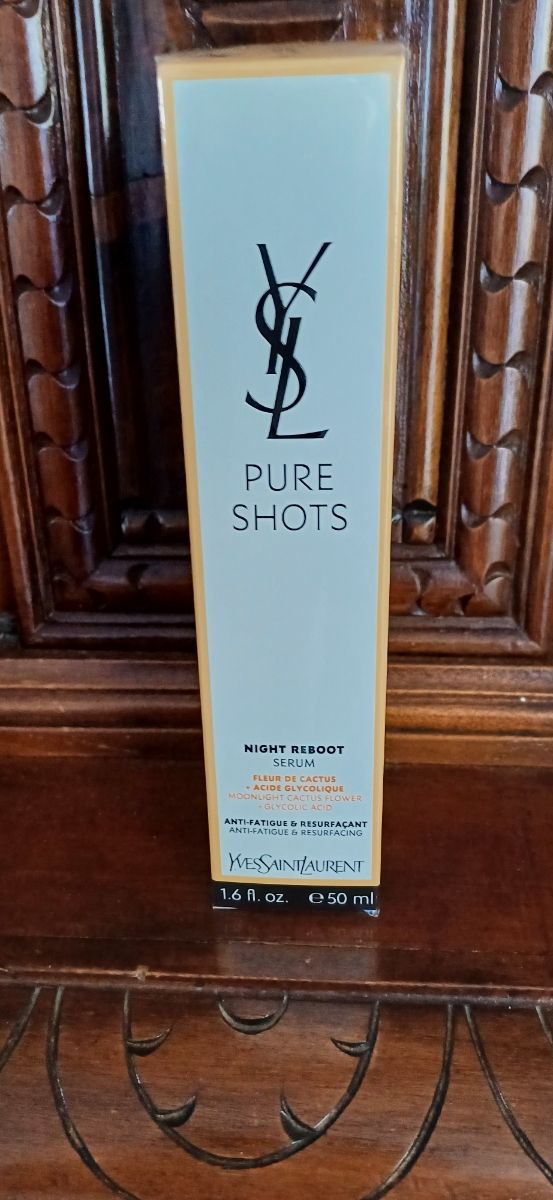 YSL
PURE
SHOTS
NIGHT REBOOT
SERUM
FLEUR DE CACTUS
+ ACIDE GLYCOLIQUE
MOONLIGHT CACTUS FLOWER
+ GLYCOLIC ACID
ANTI-FATIGUE & RESURFAÇANT
ANTI-FATIGUE & RESURFACING
YVESSAINTLAURENT
1.6 fl. oz. ℮50 ml